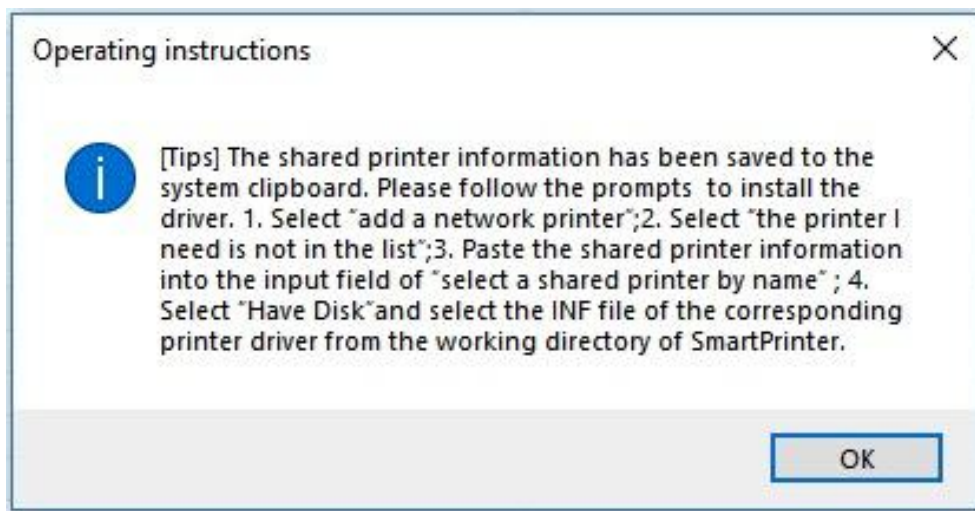 Operating instructions
[Tips] The shared printer information has been saved to the
system clipboard. Please follow the prompts  to install the
driver. 1. Select "add a network printer";2. Select "the printer I
need is not in the list";3. Paste the shared printer information
into the input field of "select a shared printer by name" ; 4.
Select "Have Disk"and select the INF file of the corresponding
printer driver from the working directory of SmartPrinter.
OK